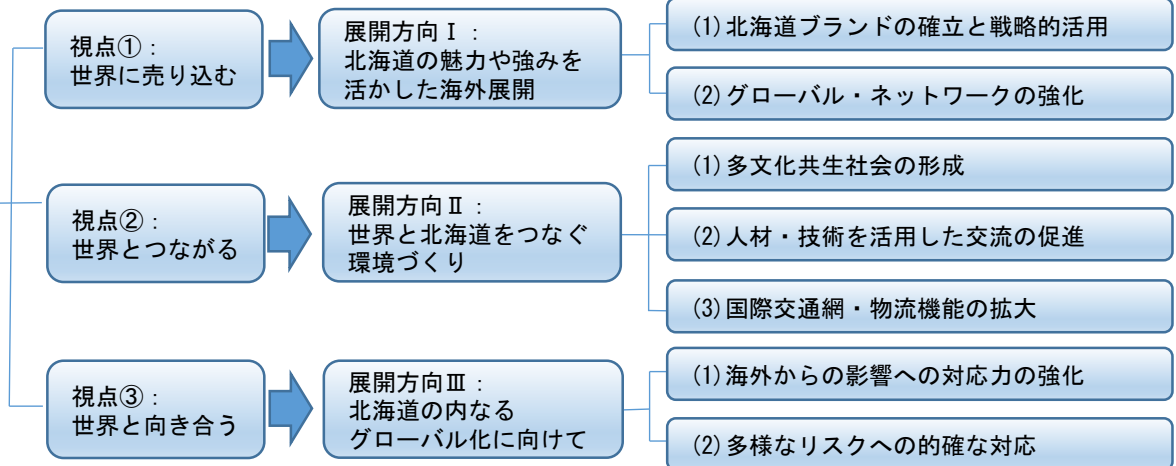 視点①：
世界に売り込む
展開方向Ⅰ：
北海道の魅力や強みを
活かした海外展開
(1)北海道ブランドの確立と戦略的活用
(2)グローバル・ネットワークの強化
視点②：
世界とつながる
展開方向Ⅱ：
世界と北海道をつなぐ
環境づくり
(1)多文化共生社会の形成
(2)人材・技術を活用した交流の促進
(3)国際交通網・物流機能の拡大
視点③：
世界と向き合う
展開方向Ⅲ：
北海道の内なる
グローバル化に向けて
(1)海外からの影響への対応力の強化
(2)多様なリスクへの的確な対応